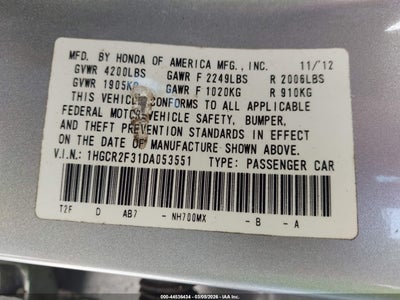 MFD. BY HONDA OF AMERICA MFG., INC. 11/12
GVWR 4200LBS GAWR F 2249LBS R 2006LBS
GVWR 1905KG GAWR F 1020KG R 910KG
THIS VEHICLE CONFORMS TO ALL APPLICABLE
FEDERAL MOTOR VEHICLE SAFETY, BUMPER,
AND THEFT PREVENTION STANDARDS IN EFFECT
ON THE DATE OF MANUFACTURE SHOWN ABOVE.
V.I.N.: 1HGCR2F31DA053551 TYPE: PASSENGER CAR
T2F D AB7 - NH700MX - B - A
000-44536434 - 03/05/2026 - IAA Inc.